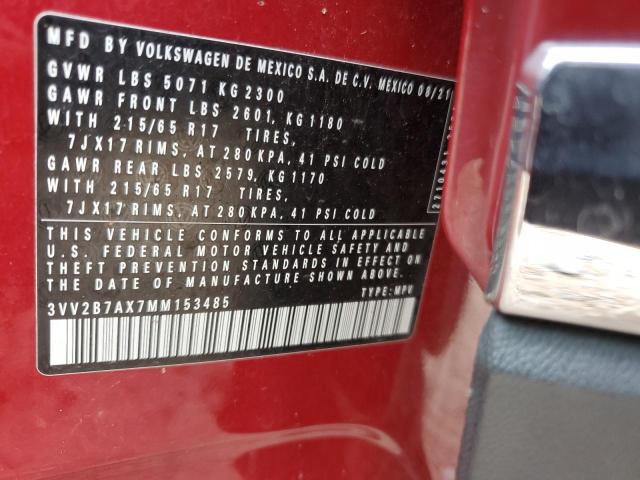 MFD BY VOLKSWAGEN DE MEXICO S.A. DE C.V. MEXICO 08/21
GVWR LBS 5071 KG 2300
GAWR FRONT LBS 2601, KG 1180
WITH 215/65 R17 TIRES,
7JX17 RIMS, AT 280 KPA, 41 PSI COLD
GAWR REAR LBS 2579, KG 1170
WITH 215/65 R17 TIRES,
7JX17 RIMS, AT 280 KPA, 41 PSI COLD
THIS VEHICLE CONFORMS TO ALL APPLICABLE
U.S. FEDERAL MOTOR VEHICLE SAFETY AND
THEFT PREVENTION STANDARDS IN EFFECT ON
THE DATE OF MANUFACTURE SHOWN ABOVE.
3VV2B7AX7MM153485 TYPE: MPV